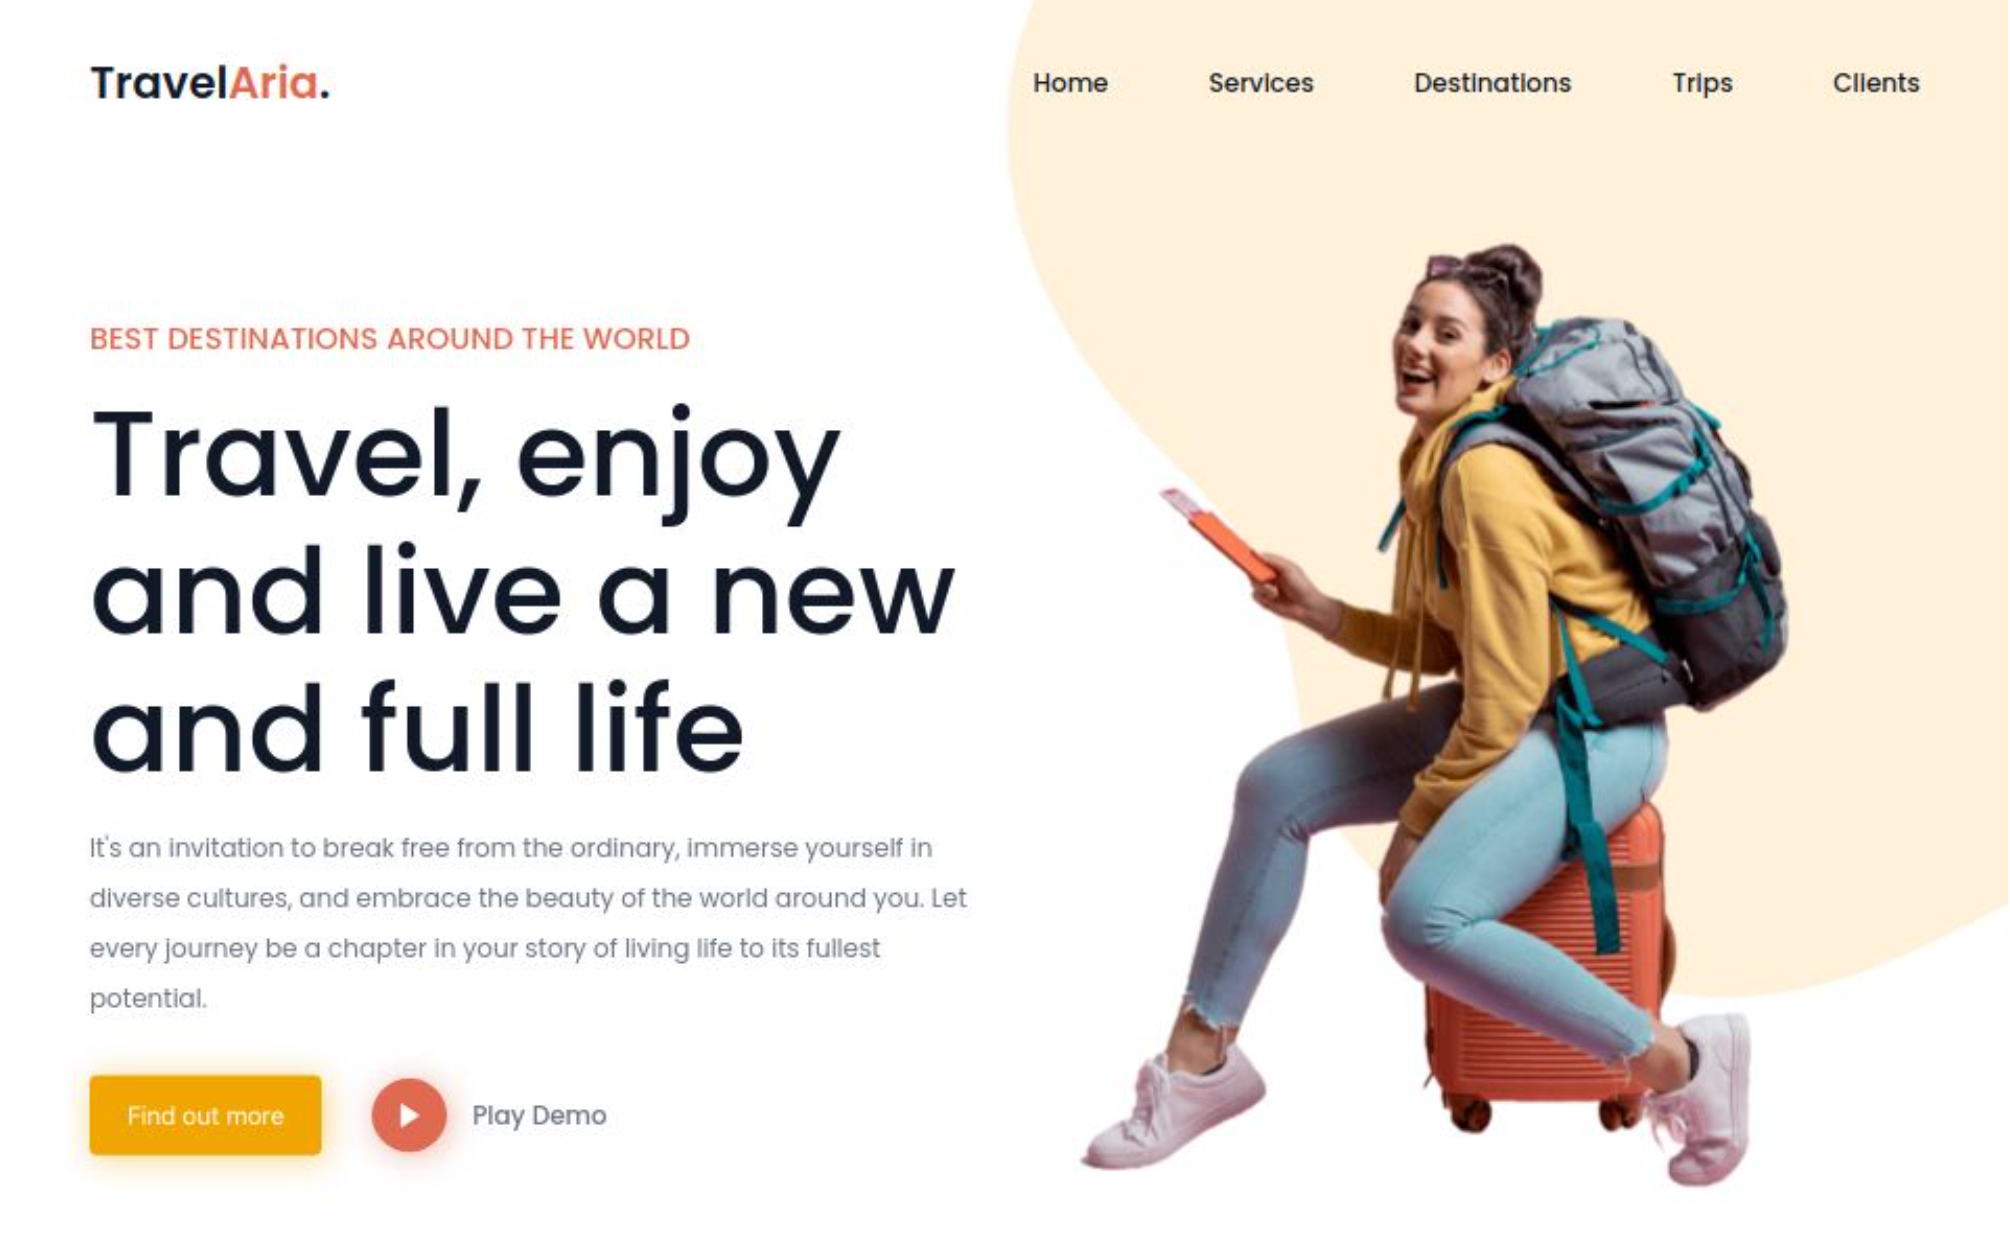 TravelAria.
Home Services Destinations Trips Clients
BEST DESTINATIONS AROUND THE WORLD
Travel, enjoy
and live a new
and full life
It's an invitation to break free from the ordinary, immerse yourself in
diverse cultures, and embrace the beauty of the world around you. Let
every journey be a chapter in your story of living life to its fullest
potential.
Find out more Play Demo